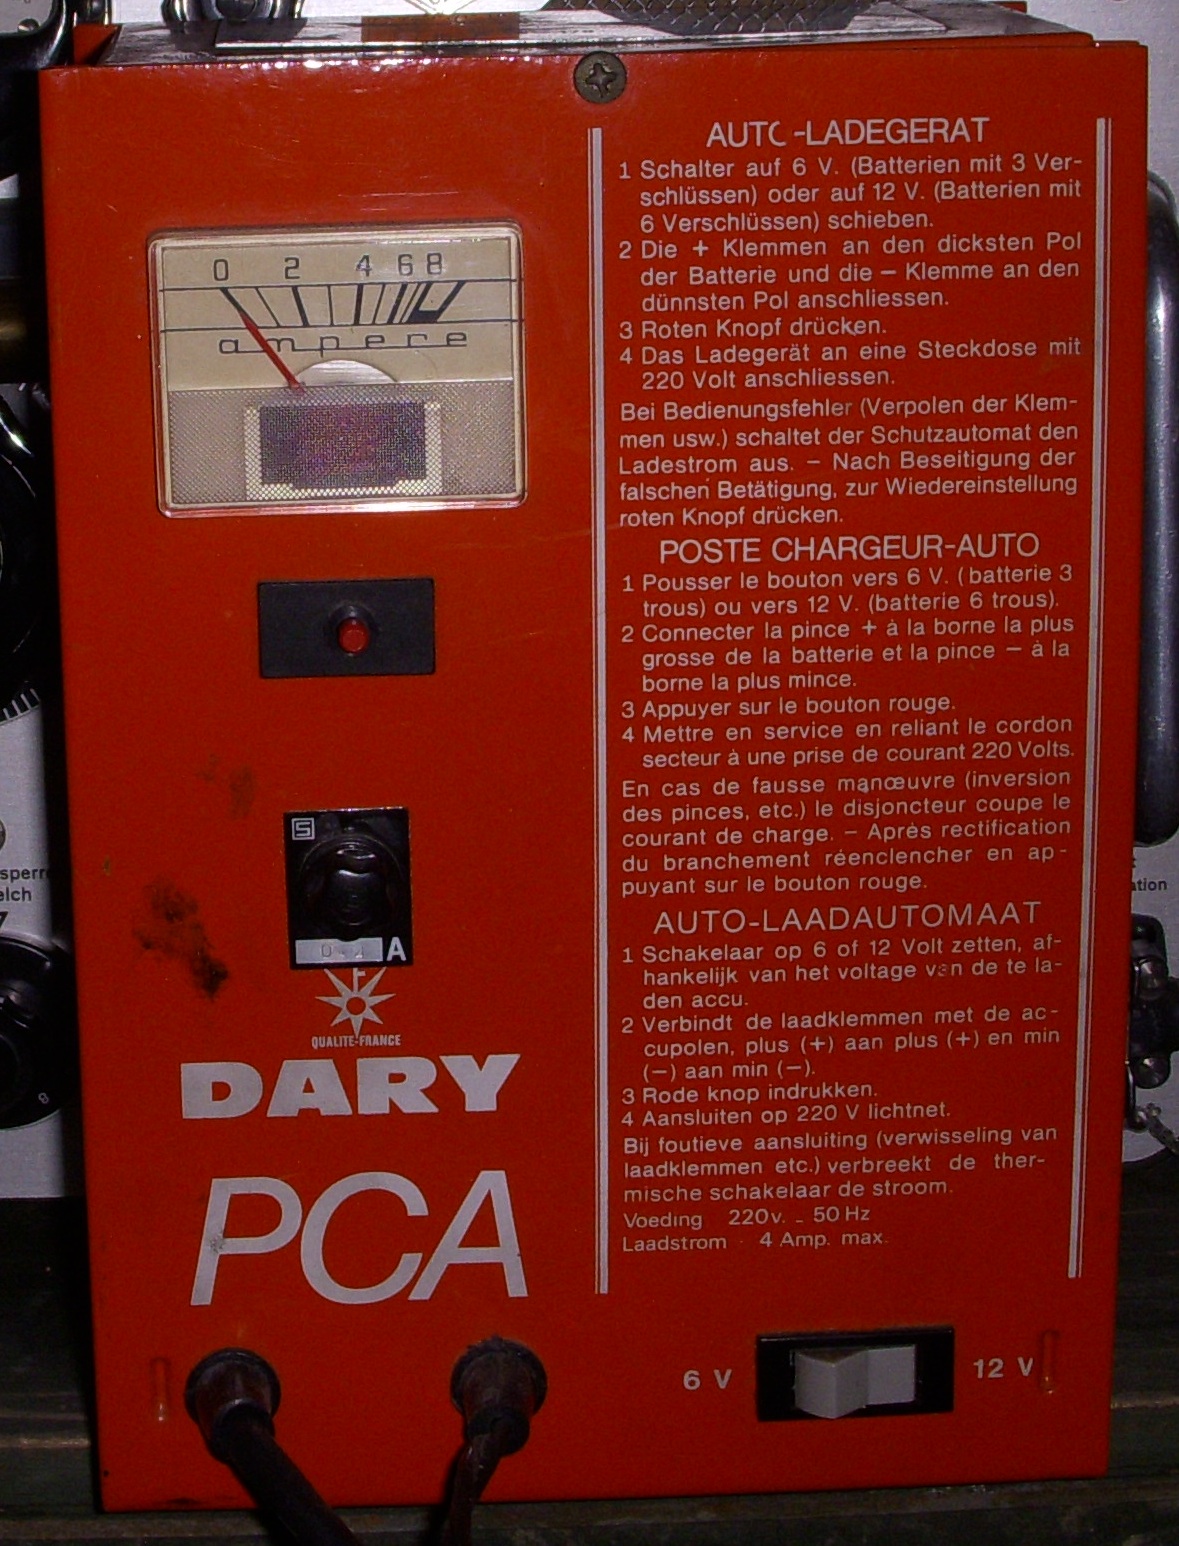 0 2 4 6 8
ampere
A
F
QUALITE-FRANCE
DARY
PCA
AUTO-LADEGERAT
1 Schalter auf 6 V. (Batterien mit 3 Ver-
schlüssen) oder auf 12 V. (Batterien mit
6 Verschlüssen) schieben.
2 Die + Klemmen an den dicksten Pol
der Batterie und die – Klemme an den
dünnsten Pol anschliessen.
3 Roten Knopf drücken.
4 Das Ladegerät an eine Steckdose mit
220 Volt anschliessen.
Bei Bedienungsfehler (Verpolen der Klem-
men usw.) schaltet der Schutzautomat den
Ladestrom aus. – Nach Beseitigung der
falschen Betätigung, zur Wiedereinstellung
roten Knopf drücken.
POSTE CHARGEUR-AUTO
1 Pousser le bouton vers 6 V. (batterie 3
trous) ou vers 12 V. (batterie 6 trous).
2 Connecter la pince + à la borne la plus
grosse de la batterie et la pince – à la
borne la plus mince.
3 Appuyer sur le bouton rouge.
4 Mettre en service en reliant le cordon
secteur à une prise de courant 220 Volts.
En cas de fausse manœuvre (inversion
des pinces, etc.) le disjoncteur coupe le
courant de charge. – Après rectification
du branchement réenclencher en ap-
puyant sur le bouton rouge.
AUTO-LAADAUTOMAAT
1 Schakelaar op 6 of 12 Volt zetten, af-
hankelijk van het voltage van de te la-
den accu.
2 Verbindt de laadklemmen met de ac-
cupolen, plus (+) aan plus (+) en min
(–) aan min (–).
3 Rode knop indrukken.
4 Aansluiten op 220 V lichtnet.
Bij foutieve aansluiting (verwisseling van
laadklemmen etc.) verbreekt de ther-
mische schakelaar de stroom.
Voeding 220v. - 50 Hz
Laadstrom 4 Amp. max.
6 V 12 V